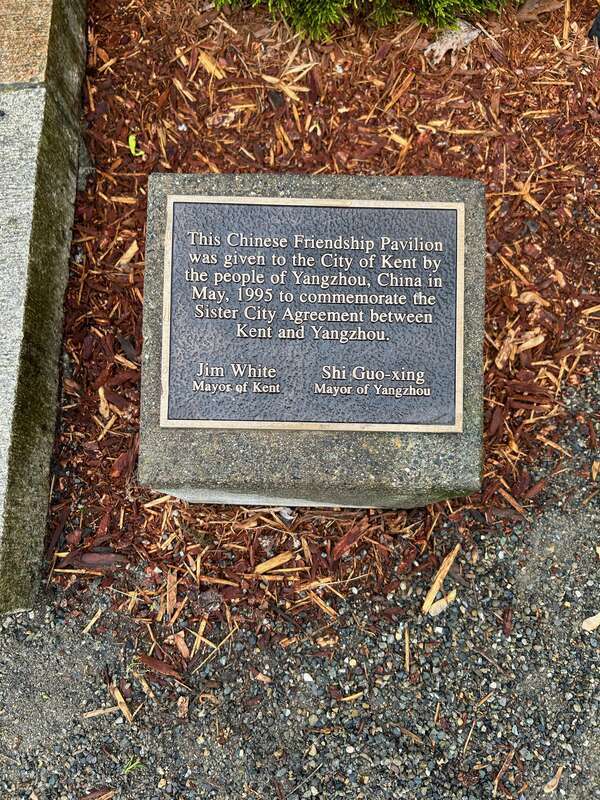 This Chinese Friendship Pavilion
was given to the City of Kent by
the people of Yangzhou, China in
May, 1995 to commemorate the
Sister City Agreement between
Kent and Yangzhou.
Jim White Shi Guo-xing
Mayor of Kent Mayor of Yangzhou